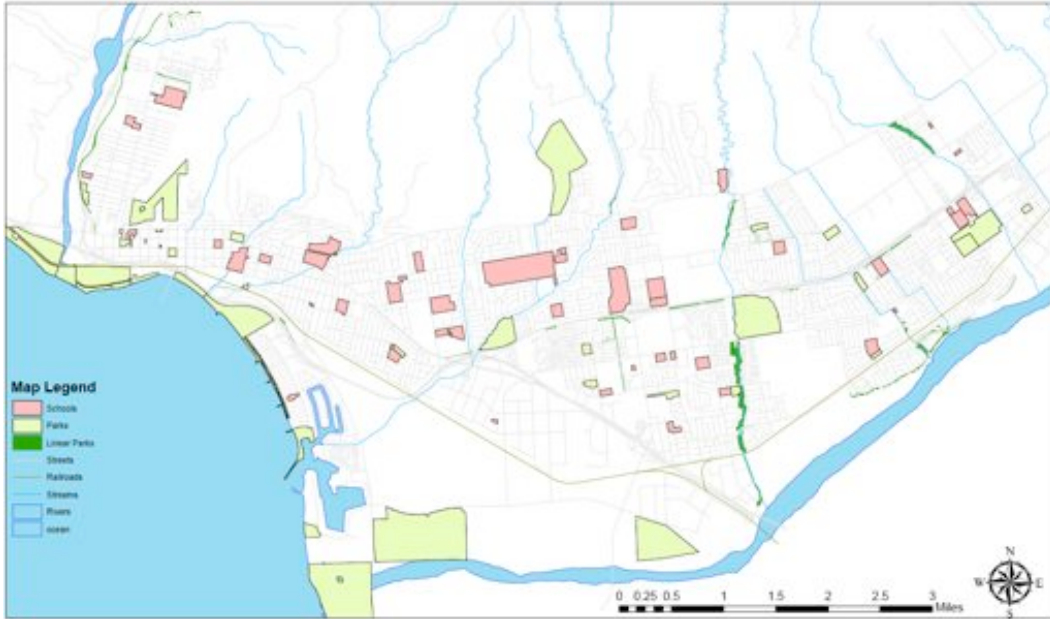 Map Legend
Schools
Parks
Linear Parks
Streets
Railroads
Streams
Rivers
ocean
N
W E
S
0 0.25 0.5 1 1.5 2 2.5 3
Miles